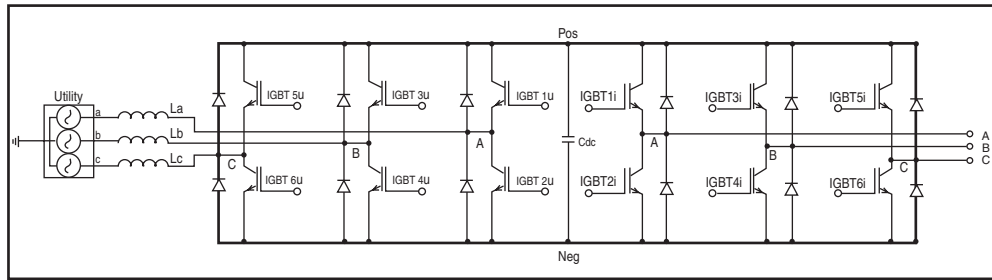 Pos
Utility
a
La
b
Lb
c
Lc
IGBT 5u
IGBT 3u
IGBT 1u
IGBT1i
IGBT3i
IGBT5i
C
B
A
Cdc
A
B
C
A
B
C
IGBT 6u
IGBT 4u
IGBT 2u
IGBT2i
IGBT4i
IGBT6i
Neg